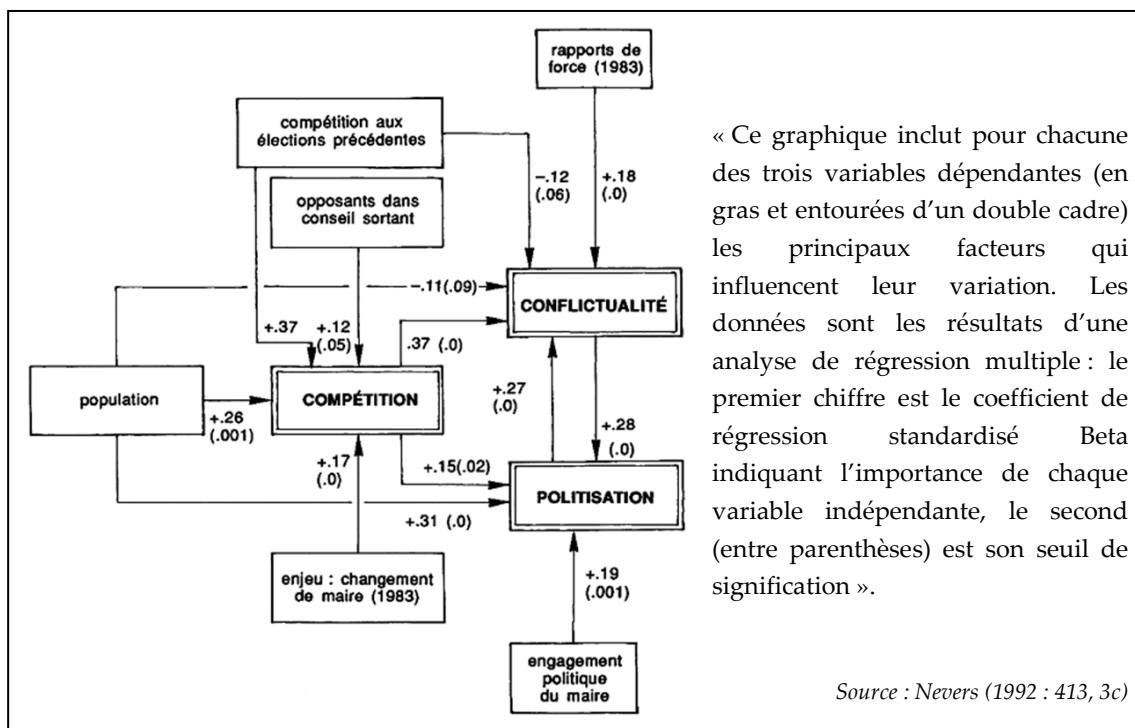 rapports de
force (1983)
compétition aux
élections précédentes
opposants dans
conseil sortant
−.12
(.06)
+.18
(.0)
−.11(.09)
CONFLICTUALITÉ
+.37
+.12
(.05)
.37 (.0)
population
+.26
(.001)
COMPÉTITION
+.27
(.0)
+.28
(.0)
+.17
(.0)
+.15(.02)
POLITISATION
+.31 (.0)
enjeu : changement
de maire (1983)
+.19
(.001)
engagement
politique
du maire
« Ce graphique inclut pour chacune
des trois variables dépendantes (en
gras et entourées d’un double cadre)
les principaux facteurs qui
influencent leur variation. Les
données sont les résultats d’une
analyse de régression multiple : le
premier chiffre est le coefficient de
régression standardisé Beta
indiquant l’importance de chaque
variable indépendante, le second
(entre parenthèses) est son seuil de
signification ».
Source : Nevers (1992 : 413, 3c)